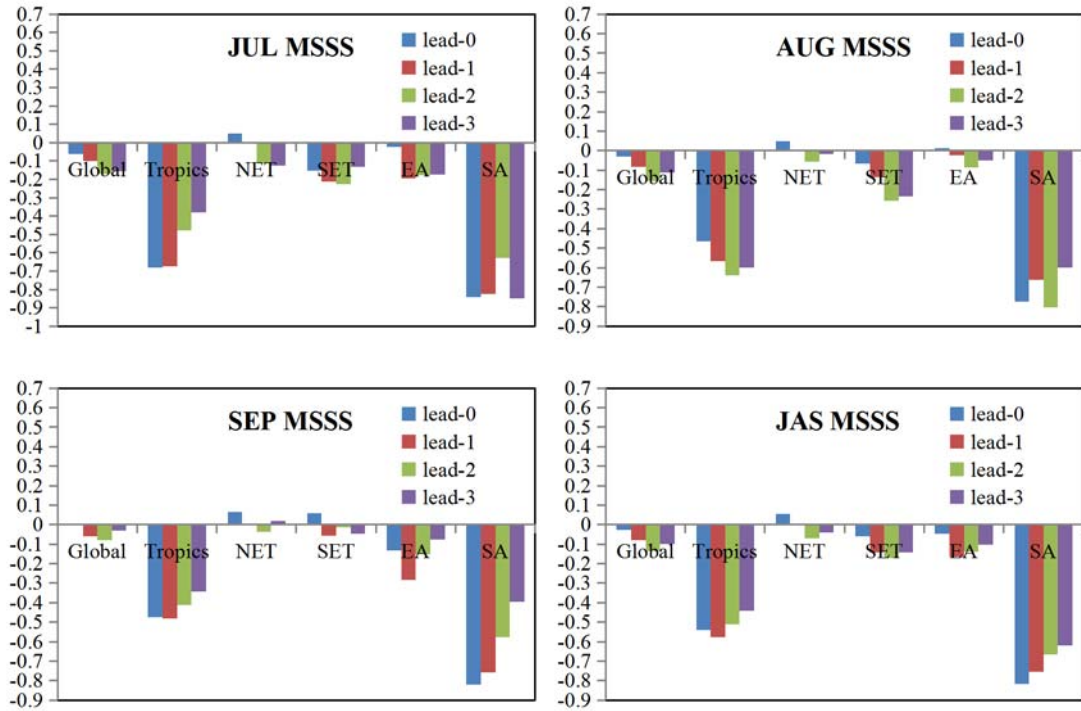 JUL MSSS
0.7
0.6
0.5
0.4
0.3
0.2
0.1
0
-0.1
-0.2
-0.3
-0.4
-0.5
-0.6
-0.7
-0.8
-0.9
-1
lead-0
lead-1
lead-2
lead-3
Global Tropics NET SET EA SA
AUG MSSS
0.7
0.6
0.5
0.4
0.3
0.2
0.1
0
-0.1
-0.2
-0.3
-0.4
-0.5
-0.6
-0.7
-0.8
-0.9
lead-0
lead-1
lead-2
lead-3
Global Tropics NET SET EA SA
SEP MSSS
0.7
0.6
0.5
0.4
0.3
0.2
0.1
0
-0.1
-0.2
-0.3
-0.4
-0.5
-0.6
-0.7
-0.8
-0.9
lead-0
lead-1
lead-2
lead-3
Global Tropics NET SET EA SA
JAS MSSS
0.7
0.6
0.5
0.4
0.3
0.2
0.1
0
-0.1
-0.2
-0.3
-0.4
-0.5
-0.6
-0.7
-0.8
-0.9
lead-0
lead-1
lead-2
lead-3
Global Tropics NET SET EA SA